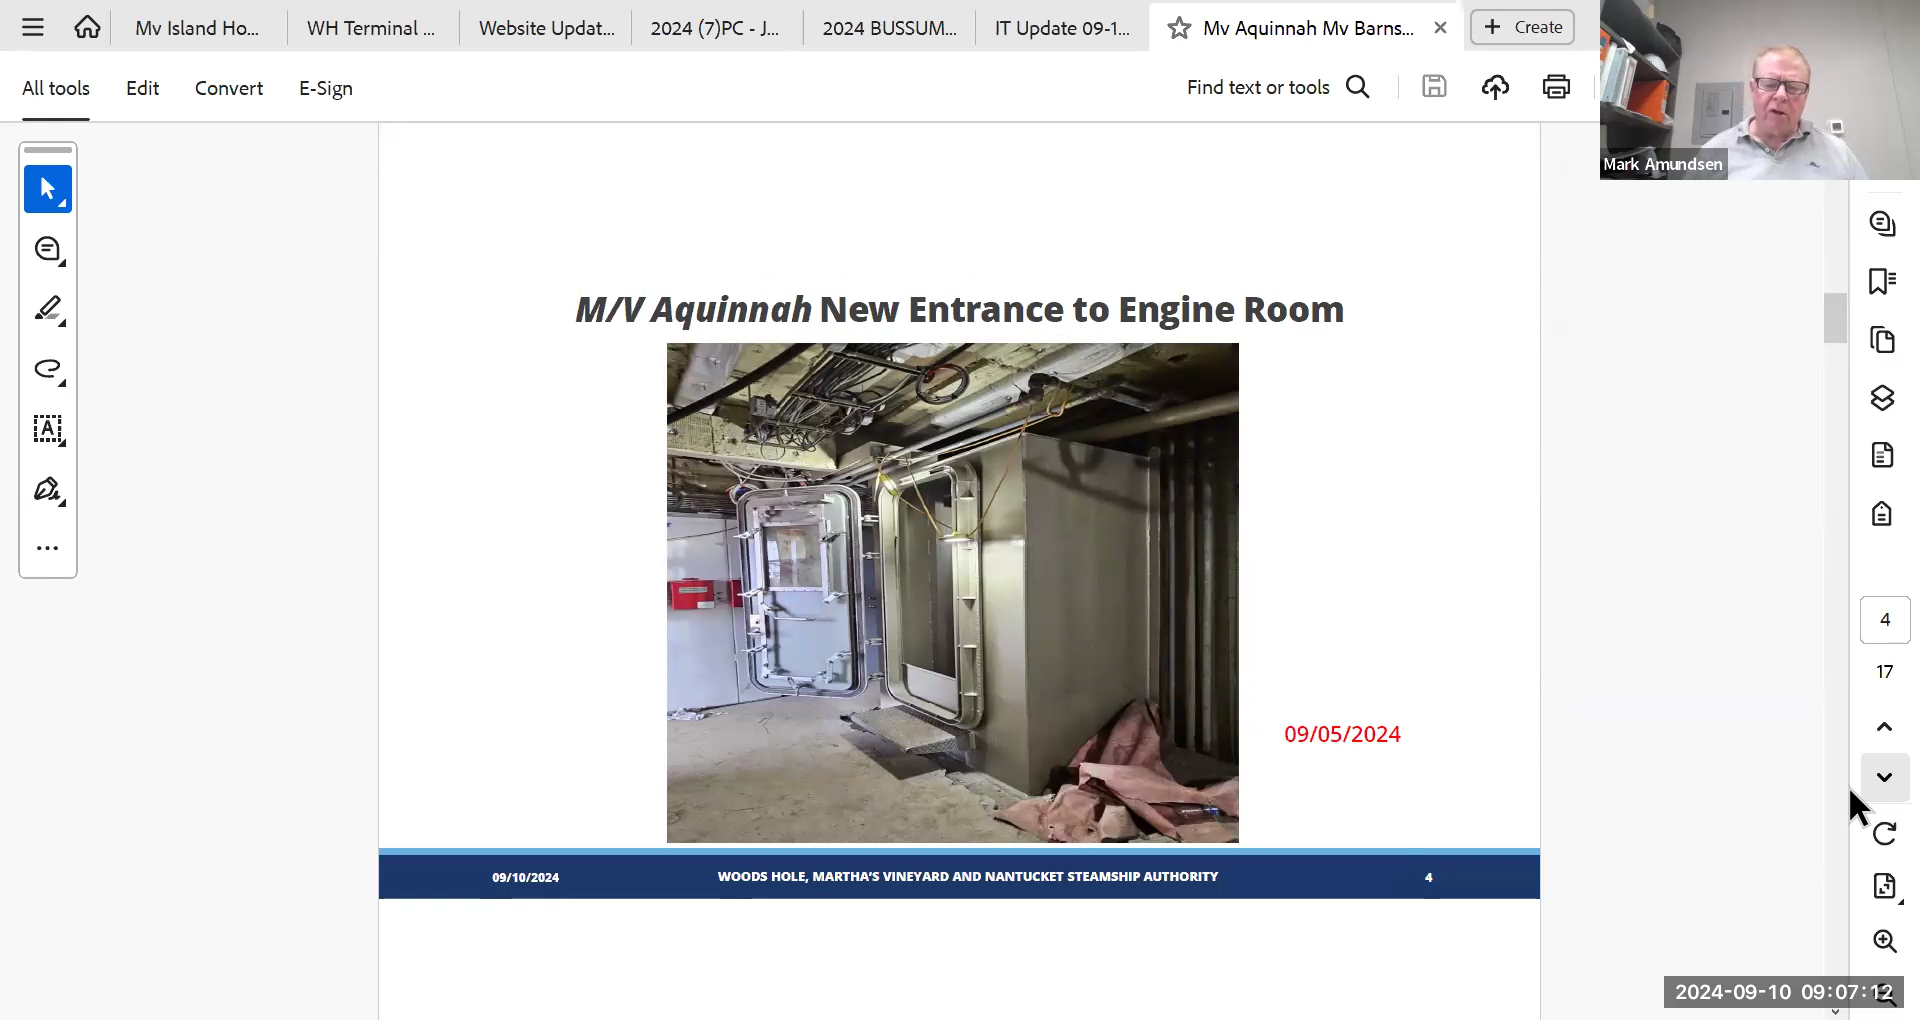 Mv Island Ho...
WH Terminal ...
Website Updat...
2024 (7)PC - J...
2024 BUSSUM...
IT Update 09-1...
Mv Aquinnah Mv Barns...
Create
All tools
Edit
Convert
E-Sign
Find text or tools
Mark Amundsen
M/V Aquinnah New Entrance to Engine Room
09/05/2024
4
17
09/10/2024
WOODS HOLE, MARTHA'S VINEYARD AND NANTUCKET STEAMSHIP AUTHORITY
4
2024-09-10 09:07:12